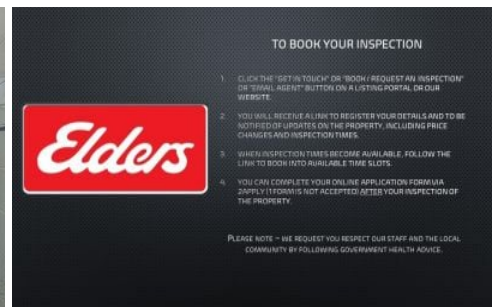 Elders
TO BOOK YOUR INSPECTION
1. CLICK THE "GET IN TOUCH" OR "BOOK / REQUEST AN INSPECTION"
OR "EMAIL AGENT" BUTTON ON A LISTING PORTAL OR OUR
WEBSITE.
2. YOU WILL RECEIVE A LINK TO REGISTER YOUR DETAILS AND TO BE
NOTIFIED OF UPDATES ON THE PROPERTY, INCLUDING PRICE
CHANGES AND INSPECTION TIMES.
3. WHEN INSPECTION TIMES BECOME AVAILABLE, FOLLOW THE
LINK TO BOOK INTO AVAILABLE TIME SLOTS.
4. YOU CAN COMPLETE YOUR ONLINE APPLICATION FORM VIA
2APPLY (1FORM IS NOT ACCEPTED) AFTER YOUR INSPECTION OF
THE PROPERTY.
PLEASE NOTE – WE REQUEST YOU RESPECT OUR STAFF AND THE LOCAL
COMMUNITY BY FOLLOWING GOVERNMENT HEALTH ADVICE.